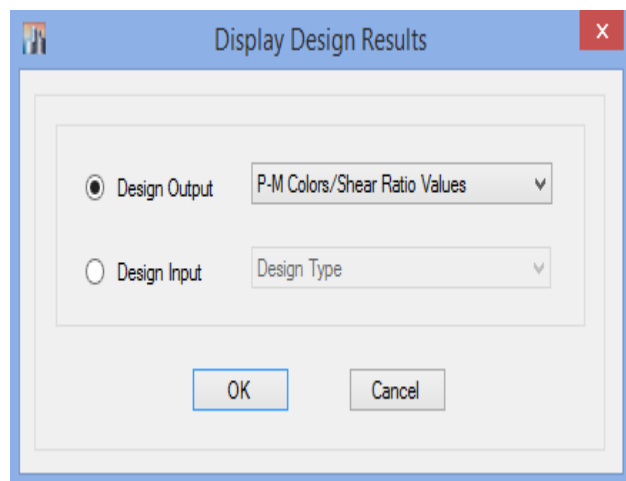 Display Design Results
x
Design Output P-M Colors/Shear Ratio Values
Design Input Design Type
OK Cancel